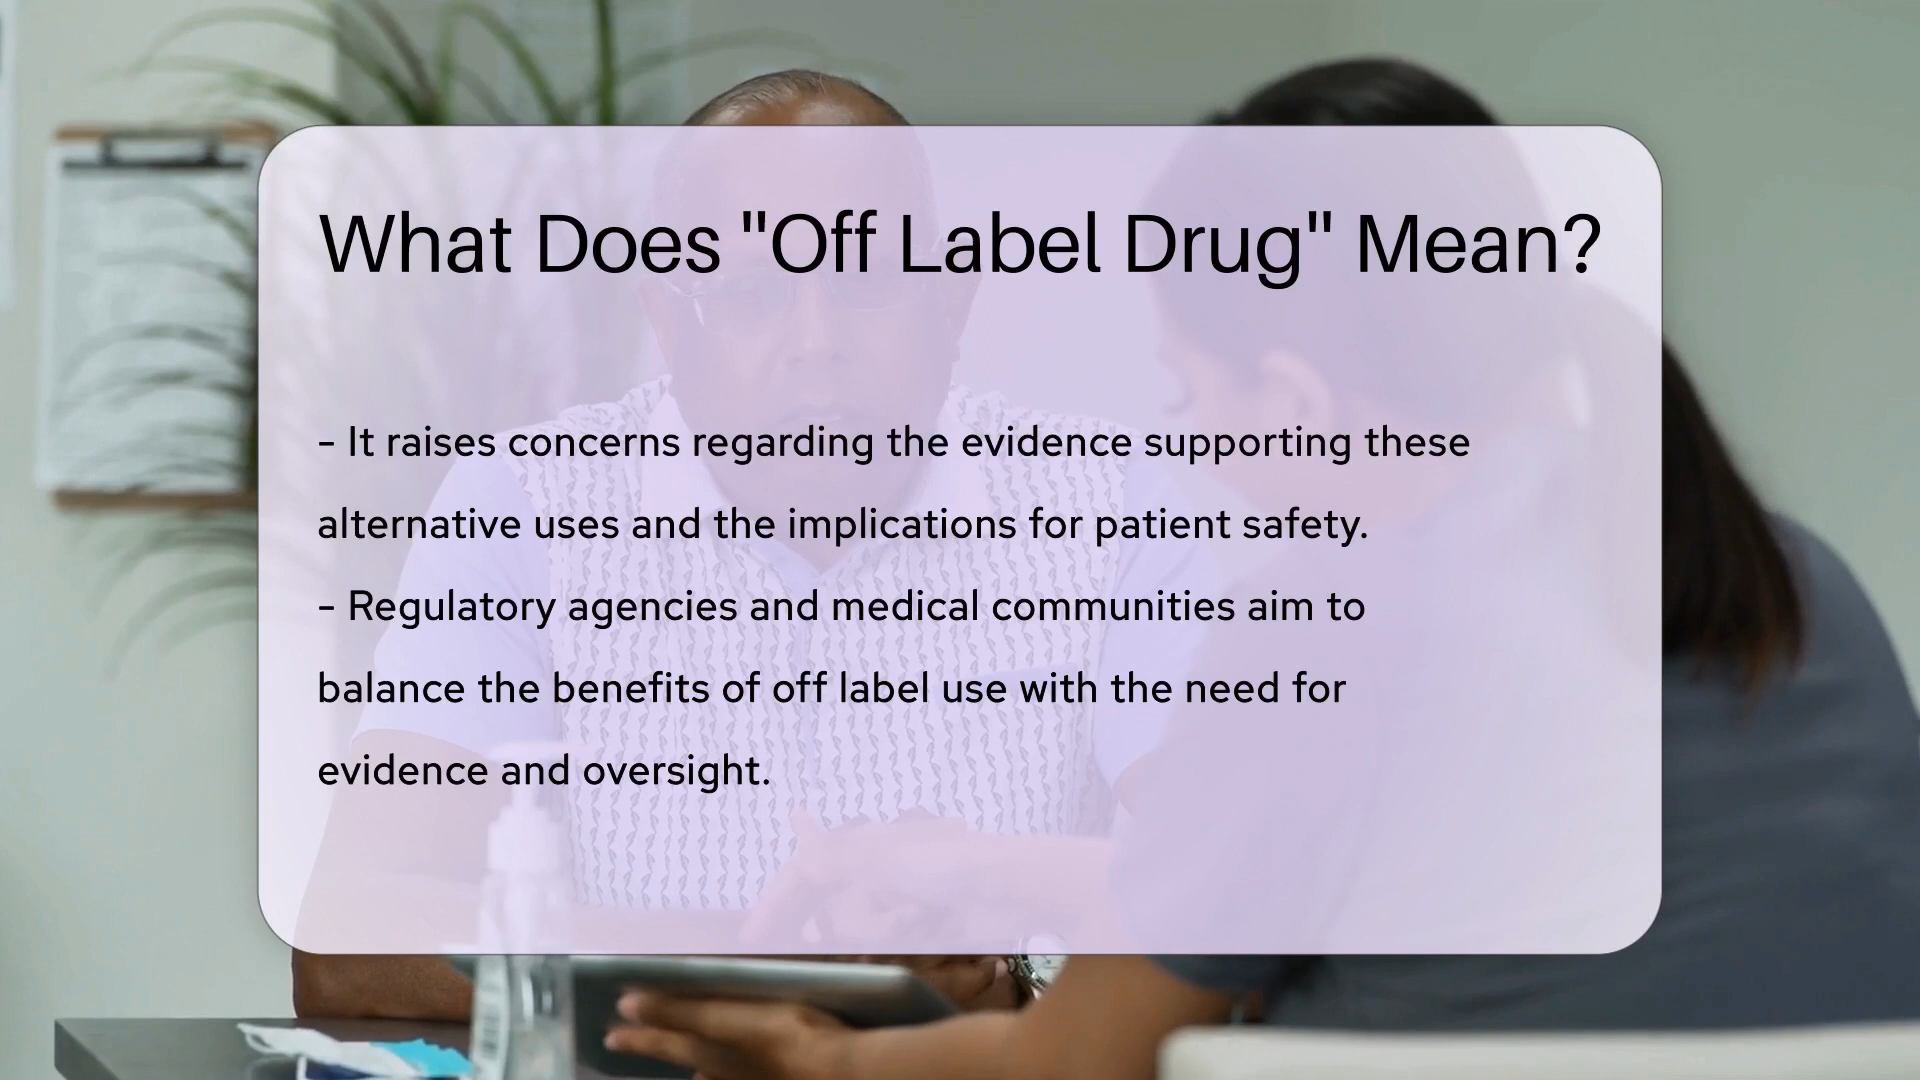 What Does "Off Label Drug" Mean?
- It raises concerns regarding the evidence supporting these
alternative uses and the implications for patient safety.
- Regulatory agencies and medical communities aim to
balance the benefits of off label use with the need for
evidence and oversight.